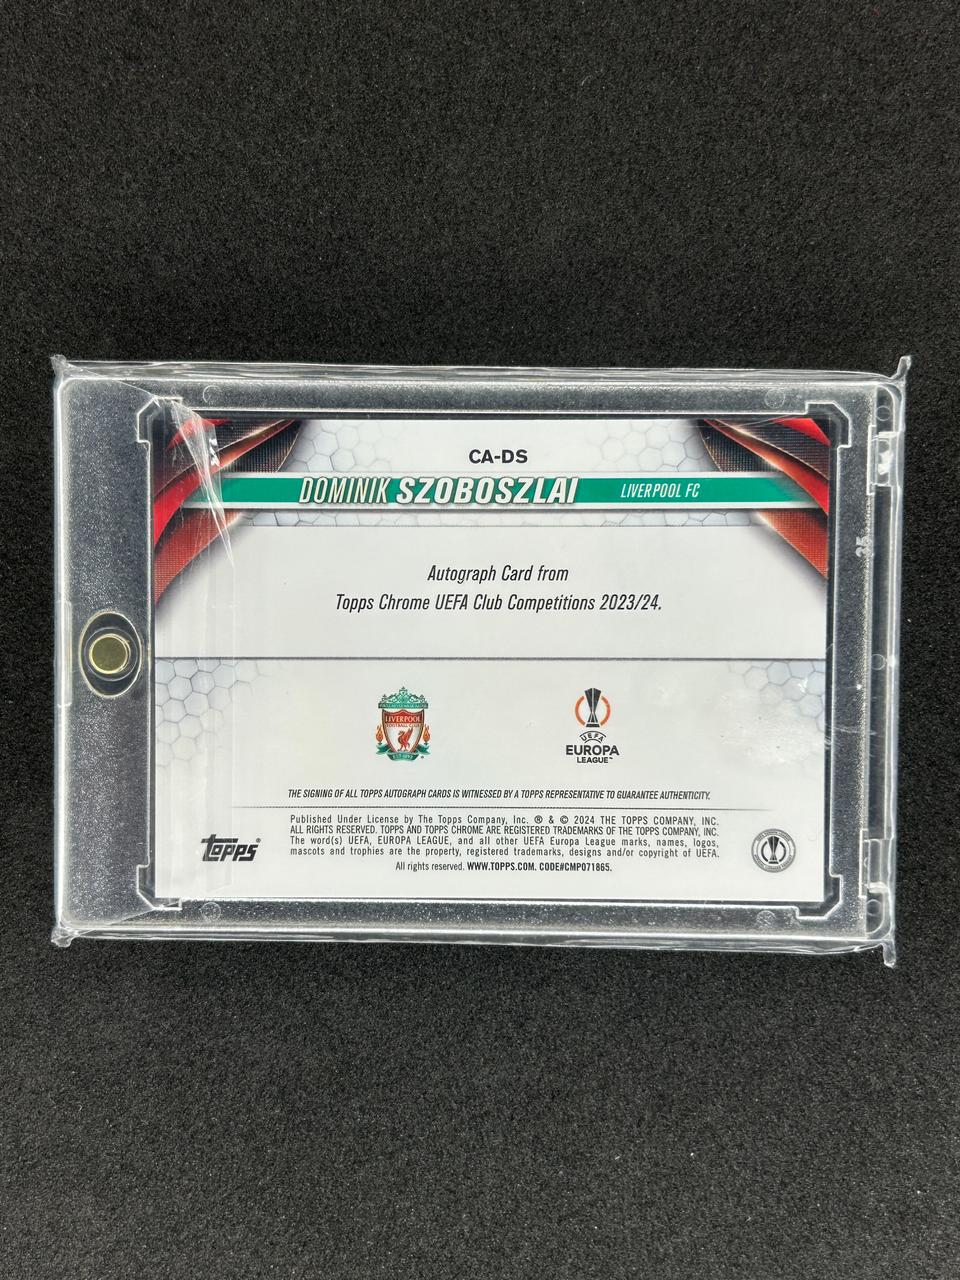 CA-DS
DOMINIK SZOBOSZLAI LIVERPOOL FC
Autograph Card from
Topps Chrome UEFA Club Competitions 2023/24.
LIVERPOOL
FOOTBALL CLUB
EST·1892
UEFA
EUROPA
LEAGUE™
THE SIGNING OF ALL TOPPS AUTOGRAPH CARDS IS WITNESSED BY A TOPPS REPRESENTATIVE TO GUARANTEE AUTHENTICITY.
Published Under License by The Topps Company, Inc. ® & © 2024 THE TOPPS COMPANY, INC.
ALL RIGHTS RESERVED. TOPPS AND TOPPS CHROME ARE REGISTERED TRADEMARKS OF THE TOPPS COMPANY, INC.
The word(s) UEFA, EUROPA LEAGUE, and all other UEFA Europa League marks, names, logos,
mascots and trophies are the property, registered trademarks, designs and/or copyright of UEFA.
All rights reserved. WWW.TOPPS.COM. CODE#CMP071865.
Topps®
35